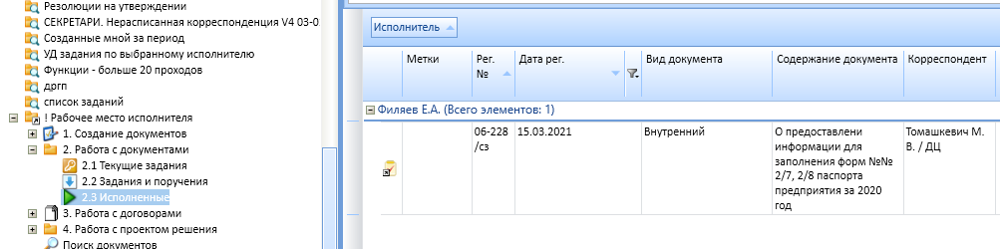 Резолюции на утверждении
СЕКРЕТАРИ. Нерасписанная корреспонденция V4 03-0
Созданные мной за период
УД задания по выбранному исполнителю
Функции - больше 20 проходов
дргп
список заданий
! Рабочее место исполнителя
1. Создание документов
2. Работа с документами
2.1 Текущие задания
2.2 Задания и поручения
2.3 Исполненные
3. Работа с договорами
4. Работа с проектом решения
Поиск документов
Исполнитель
Метки
Рег.
№
Дата рег.
Вид документа
Содержание документа
Корреспондент
Филяев Е.А. (Всего элементов: 1)
06-228
/сз
15.03.2021
Внутренний
О предоставлени
информации для
заполнения форм №№
2/7, 2/8 паспорта
предприятия за 2020
год
Томашкевич М.
В. / ДЦ